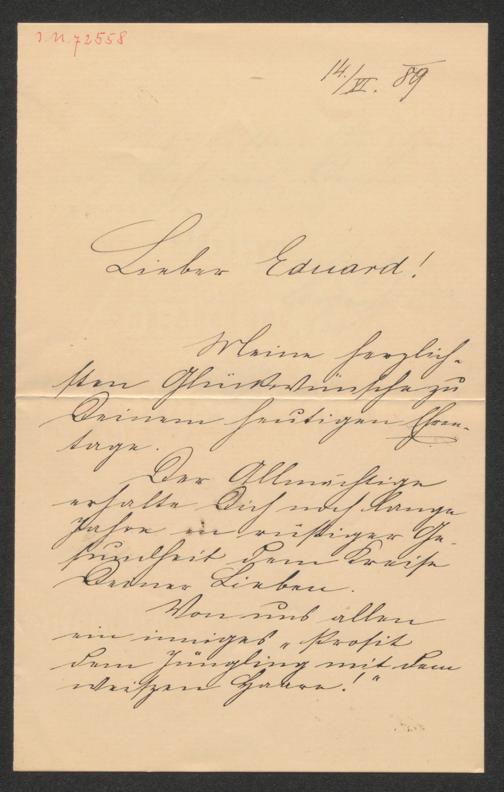 I.N. 72558
14./VI. 89
Lieber Eduard!
Meine herzlich-
sten Glückwünsche zu
Deinem heutigen Ehren-
tage.
Der Allmächtige
erhalte Dich noch lange
Jahre in rüstiger Ge-
sundheit dem Kreise
Deiner Lieben.
Von uns allen
ein inniges „Prosit
dem Jüngling mit dem
weißen Haare!“